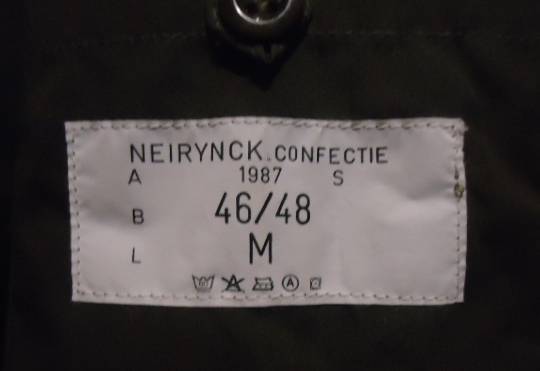 NEIRYNCK.CONFECTIE
A 1987 S
B 46/48
L M
A